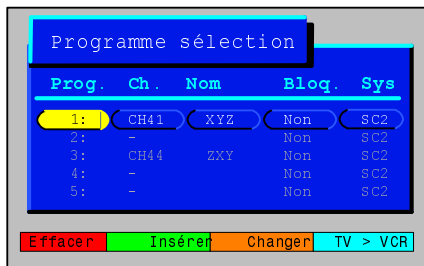 Programme sélection
Prog. Ch. Nom Bloq. Sys
1: CH41 XYZ Non SC2
2: - Non SC2
3: CH44 ZXY Non SC2
4: - Non SC2
5: - Non SC2
Effacer Insérer Changer TV > VCR